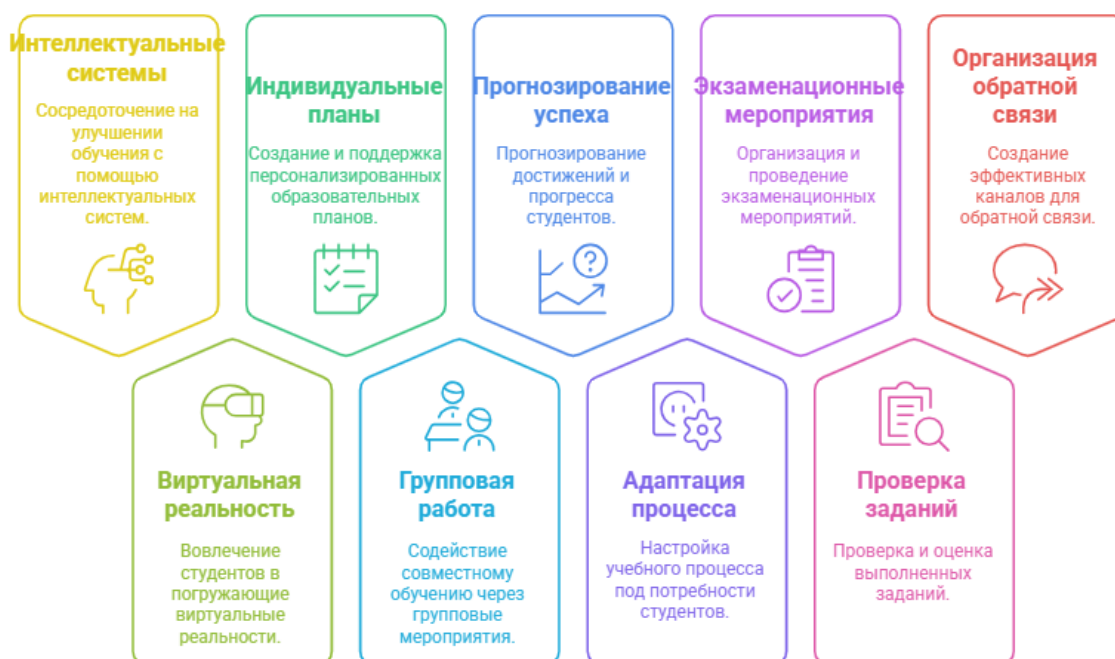 Интеллектуальные
системы
Сосредоточение на
улучшении
обучения с
помощью
интеллектуальных
систем.
Индивидуальные
планы
Создание и поддержка
персонализированных
образовательных
планов.
Прогнозирование
успеха
Прогнозирование
достижений и
прогресса
студентов.
Экзаменационные
мероприятия
Организация и
проведение
экзаменационных
мероприятий.
Организация
обратной
связи
Создание
эффективных
каналов для
обратной связи.
Виртуальная
реальность
Вовлечение
студентов в
погружающие
виртуальные
реальности.
Групповая
работа
Содействие
совместному
обучению через
групповые
мероприятия.
Адаптация
процесса
Настройка
учебного процесса
под потребности
студентов.
Проверка
заданий
Проверка и оценка
выполненных
заданий.